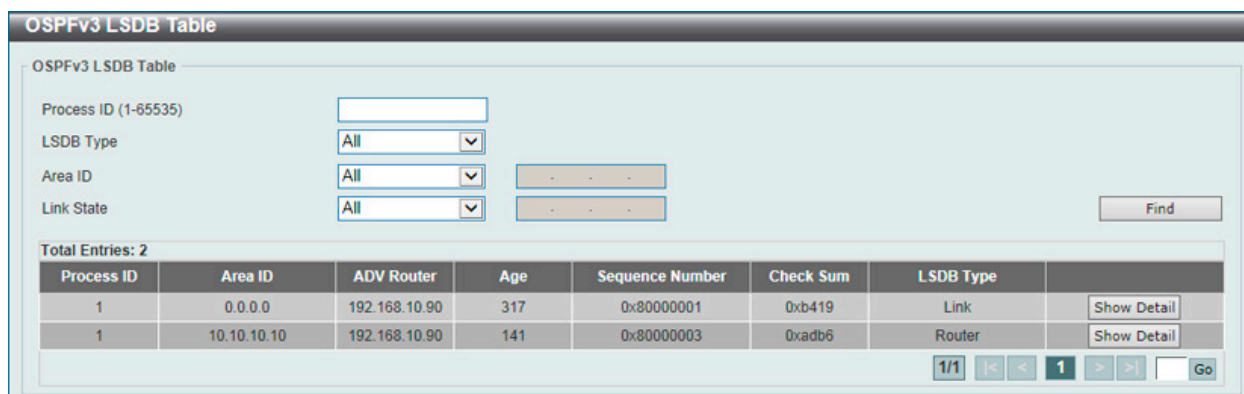 OSPFv3 LSDB Table
OSPFv3 LSDB Table
Process ID (1-65535)
LSDB Type All
Area ID All . . .
Link State All . . . Find
Total Entries: 2
Process ID Area ID ADV Router Age Sequence Number Check Sum LSDB Type
1 0.0.0.0 192.168.10.90 317 0x80000001 0xb419 Link Show Detail
1 10.10.10.10 192.168.10.90 141 0x80000003 0xadb6 Router Show Detail
1/1 |< < 1 > >| Go